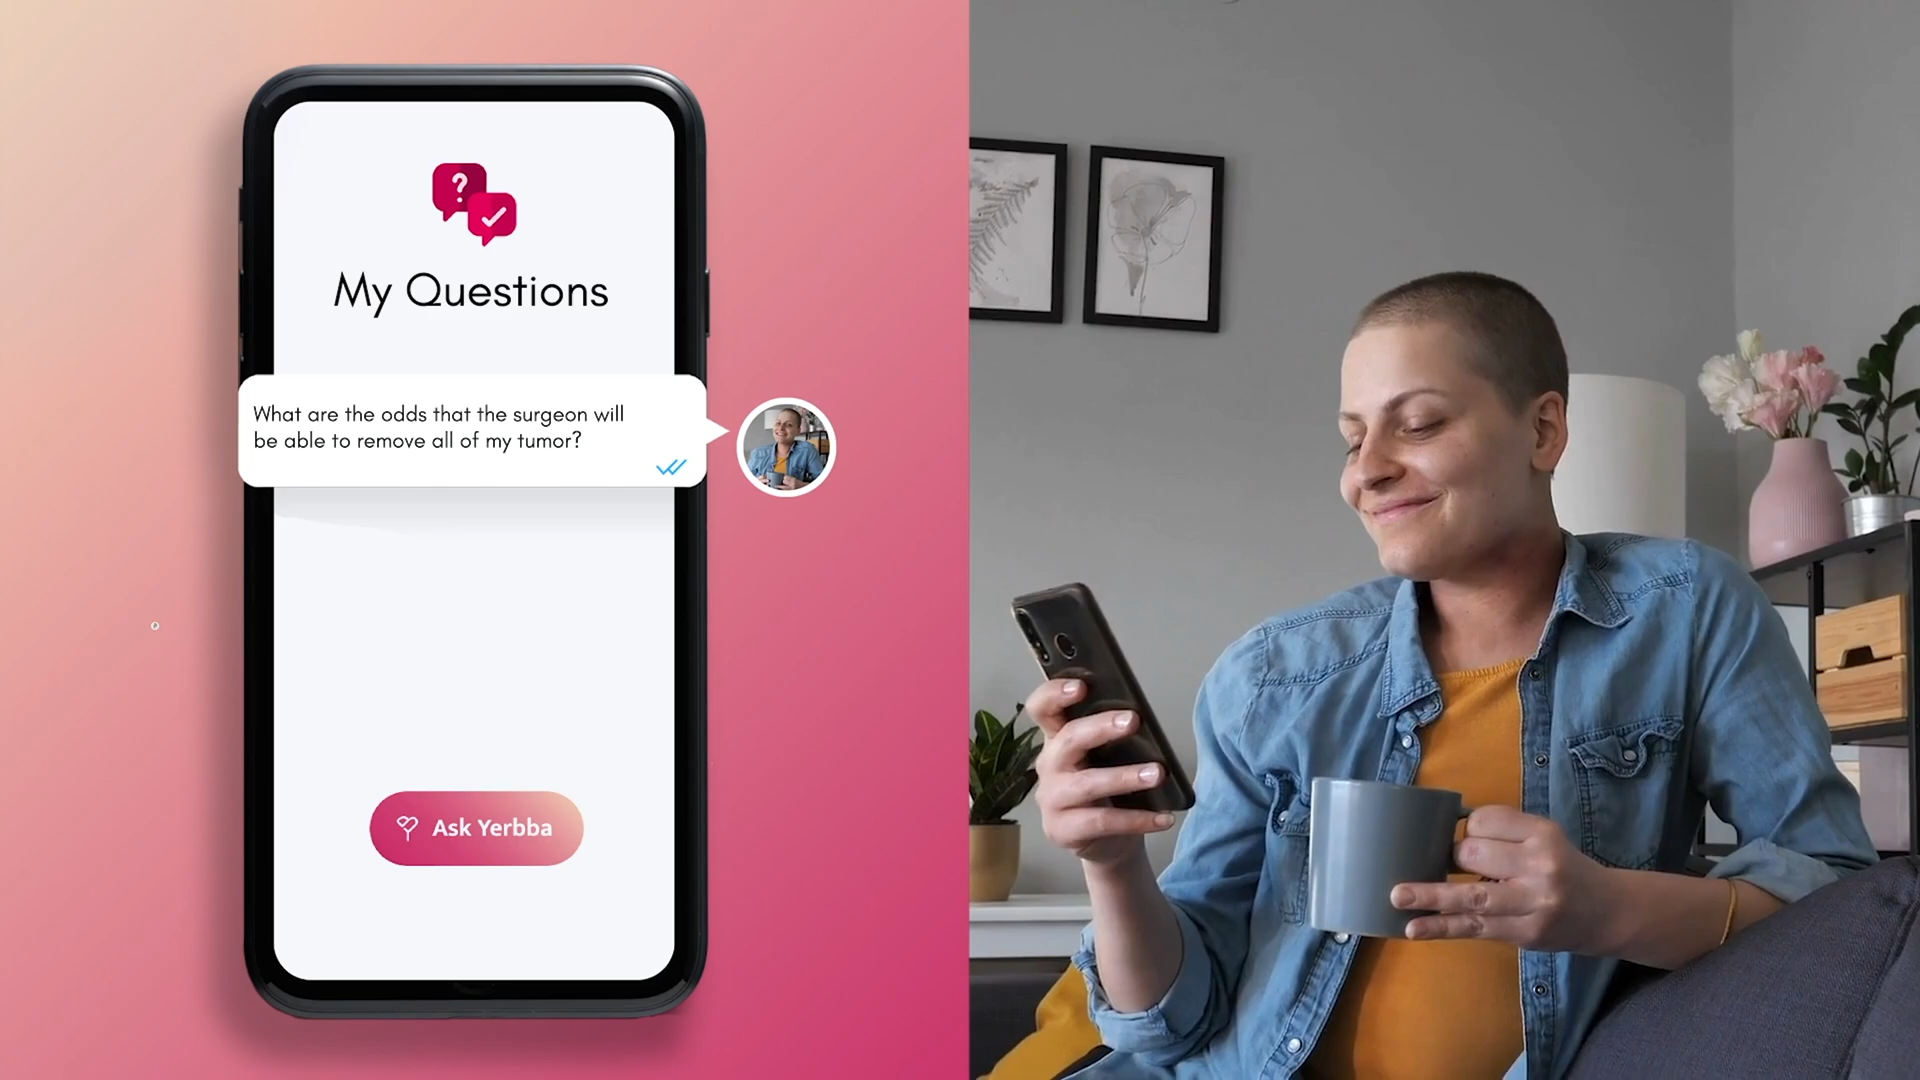 My Questions
What are the odds that the surgeon will
be able to remove all of my tumor?
Ask Yerbba